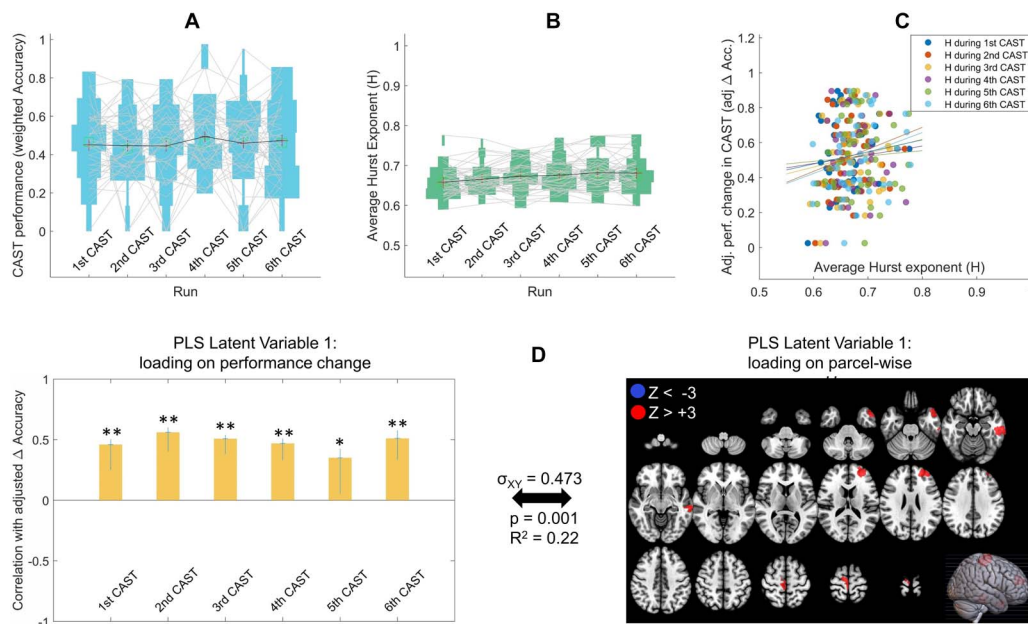 A
CAST performance (weighted Accuracy)
1
0.8
0.6
0.4
0.2
0
1st CAST
2nd CAST
3rd CAST
4th CAST
5th CAST
6th CAST
Run
B
Average Hurst Exponent (H)
1
0.9
0.8
0.7
0.6
0.5
1st CAST
2nd CAST
3rd CAST
4th CAST
5th CAST
6th CAST
Run
C
Adj. perf. change in CAST (adj Δ Acc.)
1.2
1
0.8
0.6
0.4
0.2
0
H during 1st CAST
H during 2nd CAST
H during 3rd CAST
H during 4th CAST
H during 5th CAST
H during 6th CAST
Average Hurst exponent (H)
0.5 0.6 0.7 0.8 0.9
PLS Latent Variable 1:
loading on performance change
Correlation with adjusted Δ Accuracy
1
0.5
0
-0.5
-1
**
**
**
**
*
**
1st CAST
2nd CAST
3rd CAST
4th CAST
5th CAST
6th CAST
D
σXY = 0.473
p = 0.001
R² = 0.22
PLS Latent Variable 1:
loading on parcel-wise
Z < -3
Z > +3